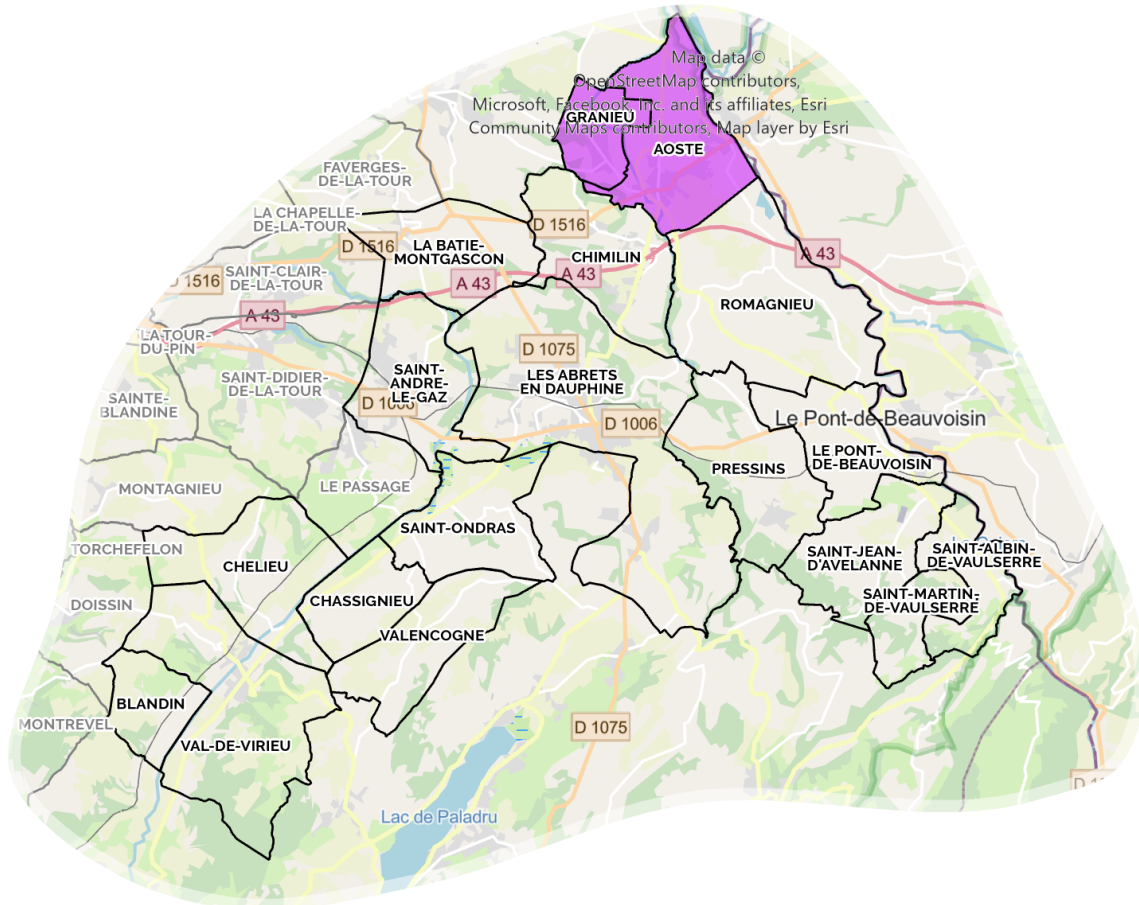 Map data ©
OpenStreetMap contributors,
Microsoft, Facebook, Inc. and its affiliates, Esri
Community Maps contributors, Map layer by Esri
GRANIEU
AOSTE
FAVERGES-
DE-LA-TOUR
LA CHAPELLE-
DE-LA-TOUR
D 1516
D 1516
LA BATIE-
MONTGASCON
CHIMILIN
A 43
SAINT-CLAIR-
DE-LA-TOUR
D 1516
A 43
A 43
ROMAGNIEU
A 43
LA TOUR-
DU-PIN
D 1075
SAINT-DIDIER-
DE-LA-TOUR
SAINT-
ANDRE-
LE-GAZ
LES ABRETS
EN DAUPHINE
SAINTE-
BLANDINE
D 1006
D 1006
Le Pont-de-Beauvoisin
LE PONT-
DE-BEAUVOISIN
PRESSINS
MONTAGNIEU
LE PASSAGE
SAINT-ONDRAS
TORCHEFELON
CHELIEU
SAINT-JEAN-
D'AVELANNE
SAINT-ALBIN-
DE-VAULSERRE
DOISSIN
CHASSIGNIEU
SAINT-MARTIN-
DE-VAULSERRE
VALENCOGNE
BLANDIN
MONTREVEL
D 1075
VAL-DE-VIRIEU
Lac de Paladru